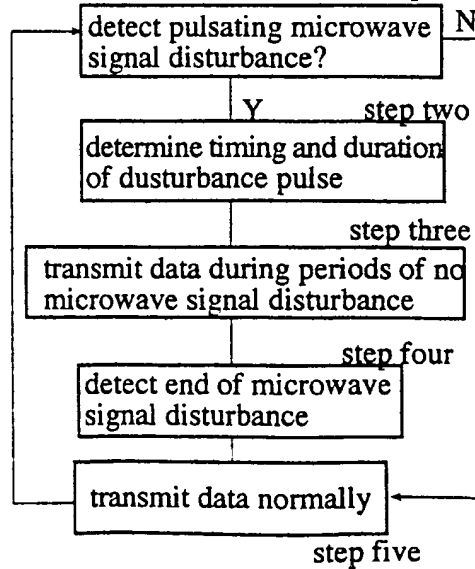 detect pulsating microwave
signal disturbance?
N
Y
step two
determine timing and duration
of dusturbance pulse
step three
transmit data during periods of no
microwave signal disturbance
step four
detect end of microwave
signal disturbance
transmit data normally
step five